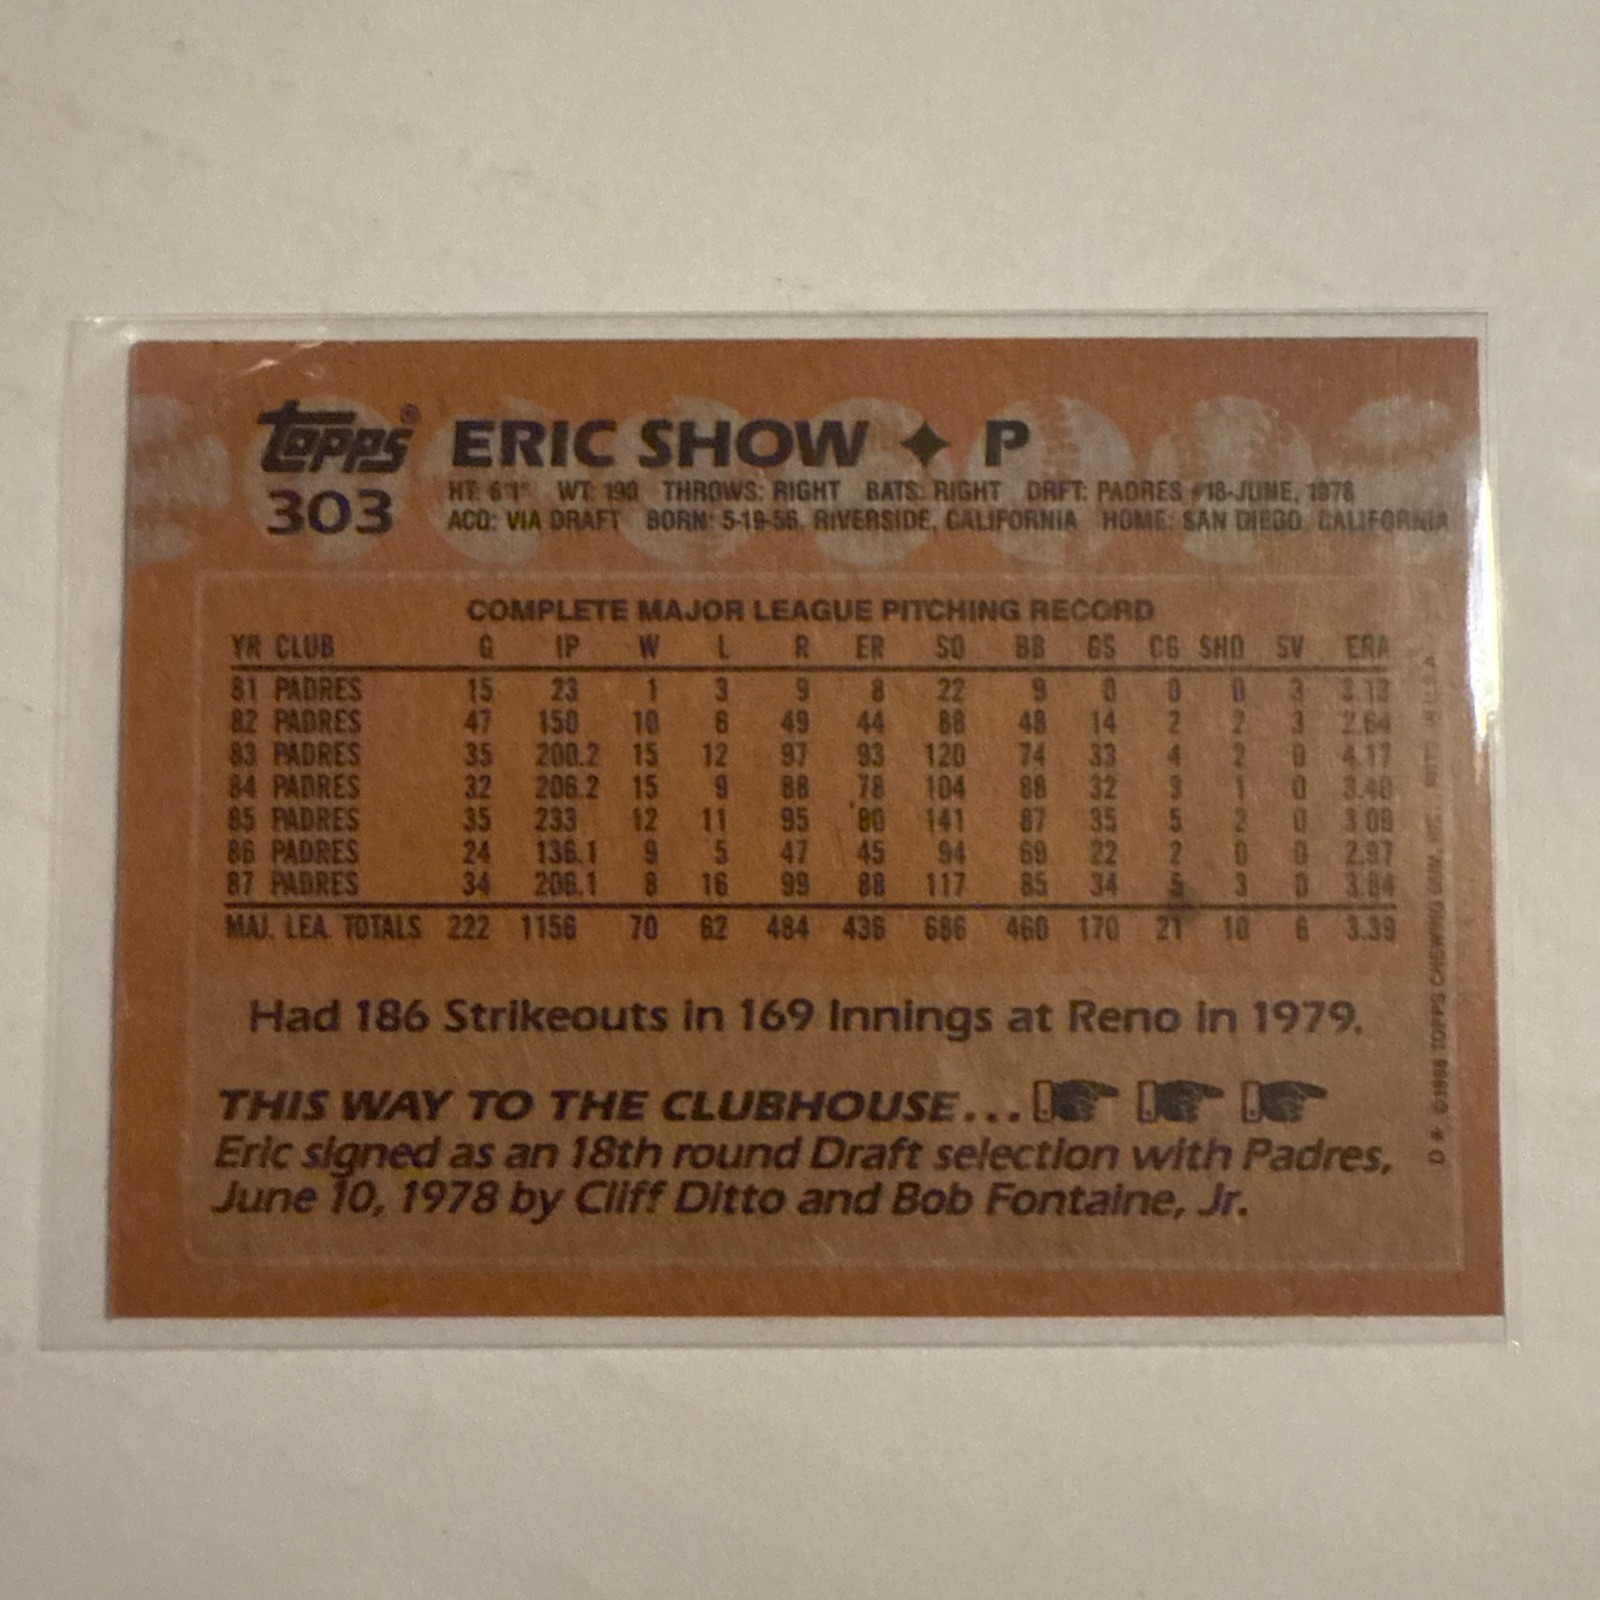 Topps® ERIC SHOW ✦ P
303 HT: 6'1" WT: 190 THROWS: RIGHT BATS: RIGHT DRFT: PADRES #18-JUNE, 1978
ACQ: VIA DRAFT BORN: 5-19-56, RIVERSIDE, CALIFORNIA HOME: SAN DIEGO, CALIFORNIA
COMPLETE MAJOR LEAGUE PITCHING RECORD
YR CLUB G IP W L R ER SO BB GS CG SHO SV ERA
81 PADRES 15 23 1 3 9 8 22 9 0 0 0 3 3.13
82 PADRES 47 150 10 6 49 44 88 48 14 2 2 3 2.64
83 PADRES 35 200.2 15 12 97 93 120 74 33 4 2 0 4.17
84 PADRES 32 206.2 15 9 88 78 104 88 32 3 1 0 3.40
85 PADRES 35 233 12 11 95 80 141 87 35 5 2 0 3.09
86 PADRES 24 136.1 9 5 47 45 94 69 22 2 0 0 2.97
87 PADRES 34 206.1 8 16 99 88 117 85 34 5 3 0 3.84
MAJ. LEA. TOTALS 222 1156 70 62 484 436 686 460 170 21 10 6 3.39
Had 186 Strikeouts in 169 Innings at Reno in 1979.
THIS WAY TO THE CLUBHOUSE...
Eric signed as an 18th round Draft selection with Padres,
June 10, 1978 by Cliff Ditto and Bob Fontaine, Jr.
D* ©1988 TOPPS CHEWING GUM, INC.